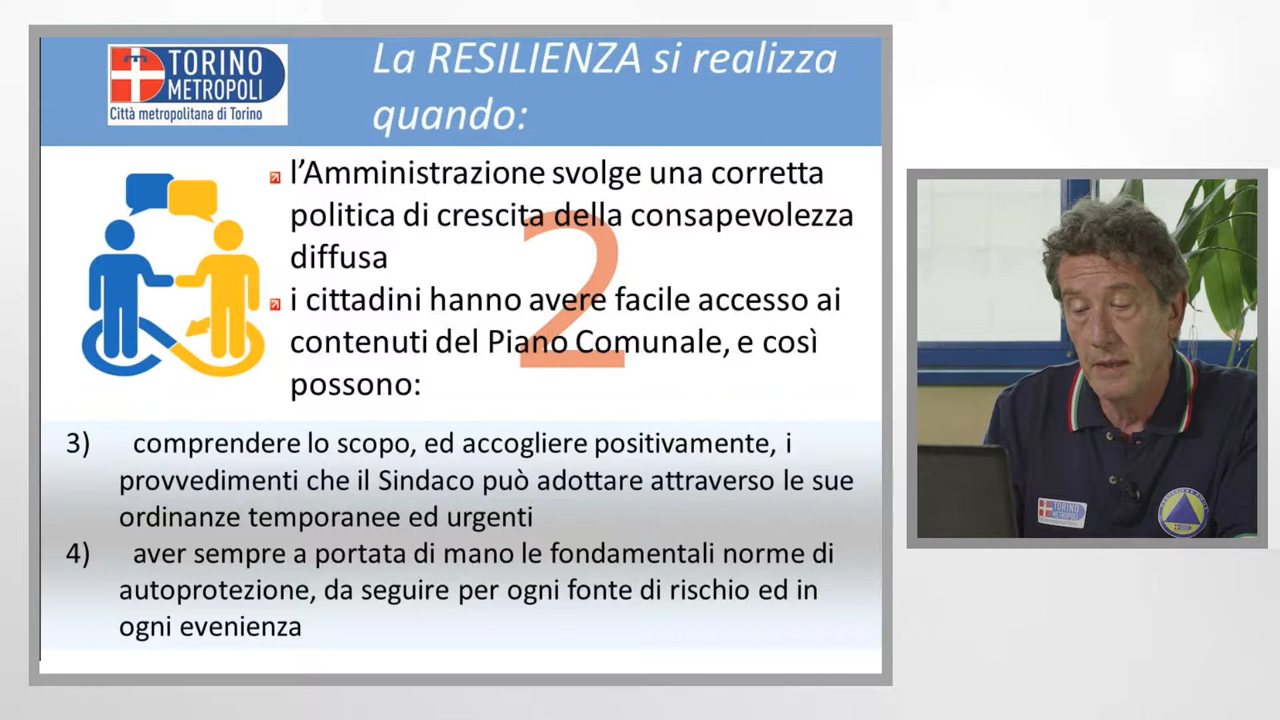 TORINO
METROPOLI
Città metropolitana di Torino
La RESILIENZA si realizza
quando:
2
l’Amministrazione svolge una corretta
politica di crescita della consapevolezza
diffusa
i cittadini hanno avere facile accesso ai
contenuti del Piano Comunale, e così
possono:
3) comprendere lo scopo, ed accogliere positivamente, i
provvedimenti che il Sindaco può adottare attraverso le sue
ordinanze temporanee ed urgenti
4) aver sempre a portata di mano le fondamentali norme di
autoprotezione, da seguire per ogni fonte di rischio ed in
ogni evenienza
TORINO
METROPOLI